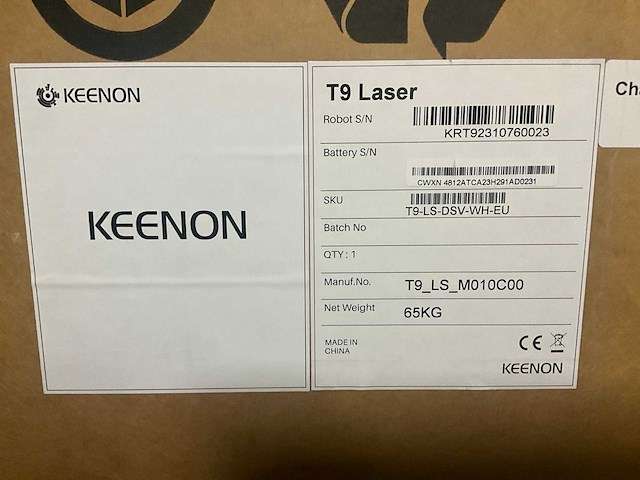 KEENON
KEENON
T9 Laser
Robot S/N
KRT92310760023
Battery S/N
CWXN 4812ATCA23H291AD0231
SKU
T9-LS-DSV-WH-EU
Batch No
QTY: 1
Manuf.No. T9_LS_M010C00
Net Weight 65KG
MADE IN
CHINA
CE
KEENON
Cha